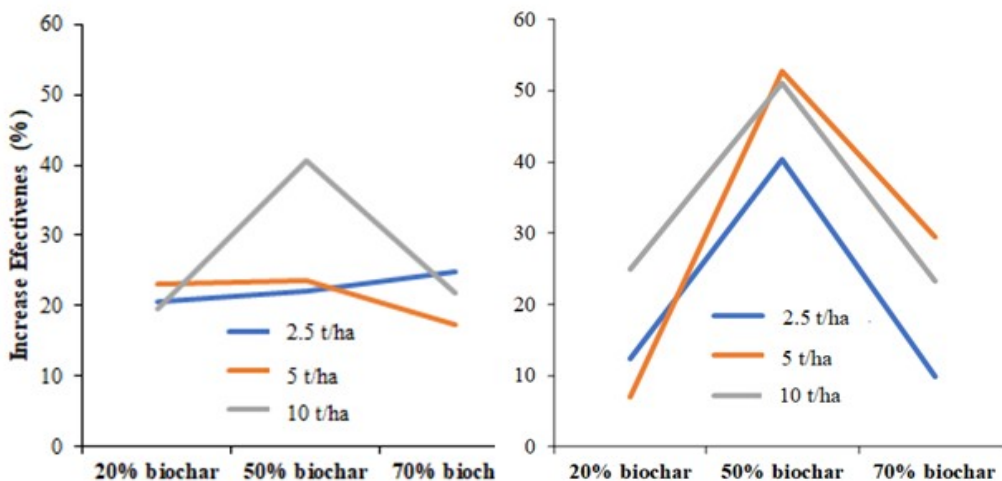 Increase Efectivenes (%)
60
50
40
30
20
10
0
2.5 t/ha
5 t/ha
10 t/ha
20% biochar 50% biochar 70% bioch
60
50
40
30
20
10
0
2.5 t/ha
5 t/ha
10 t/ha
20% biochar 50% biochar 70% biochar